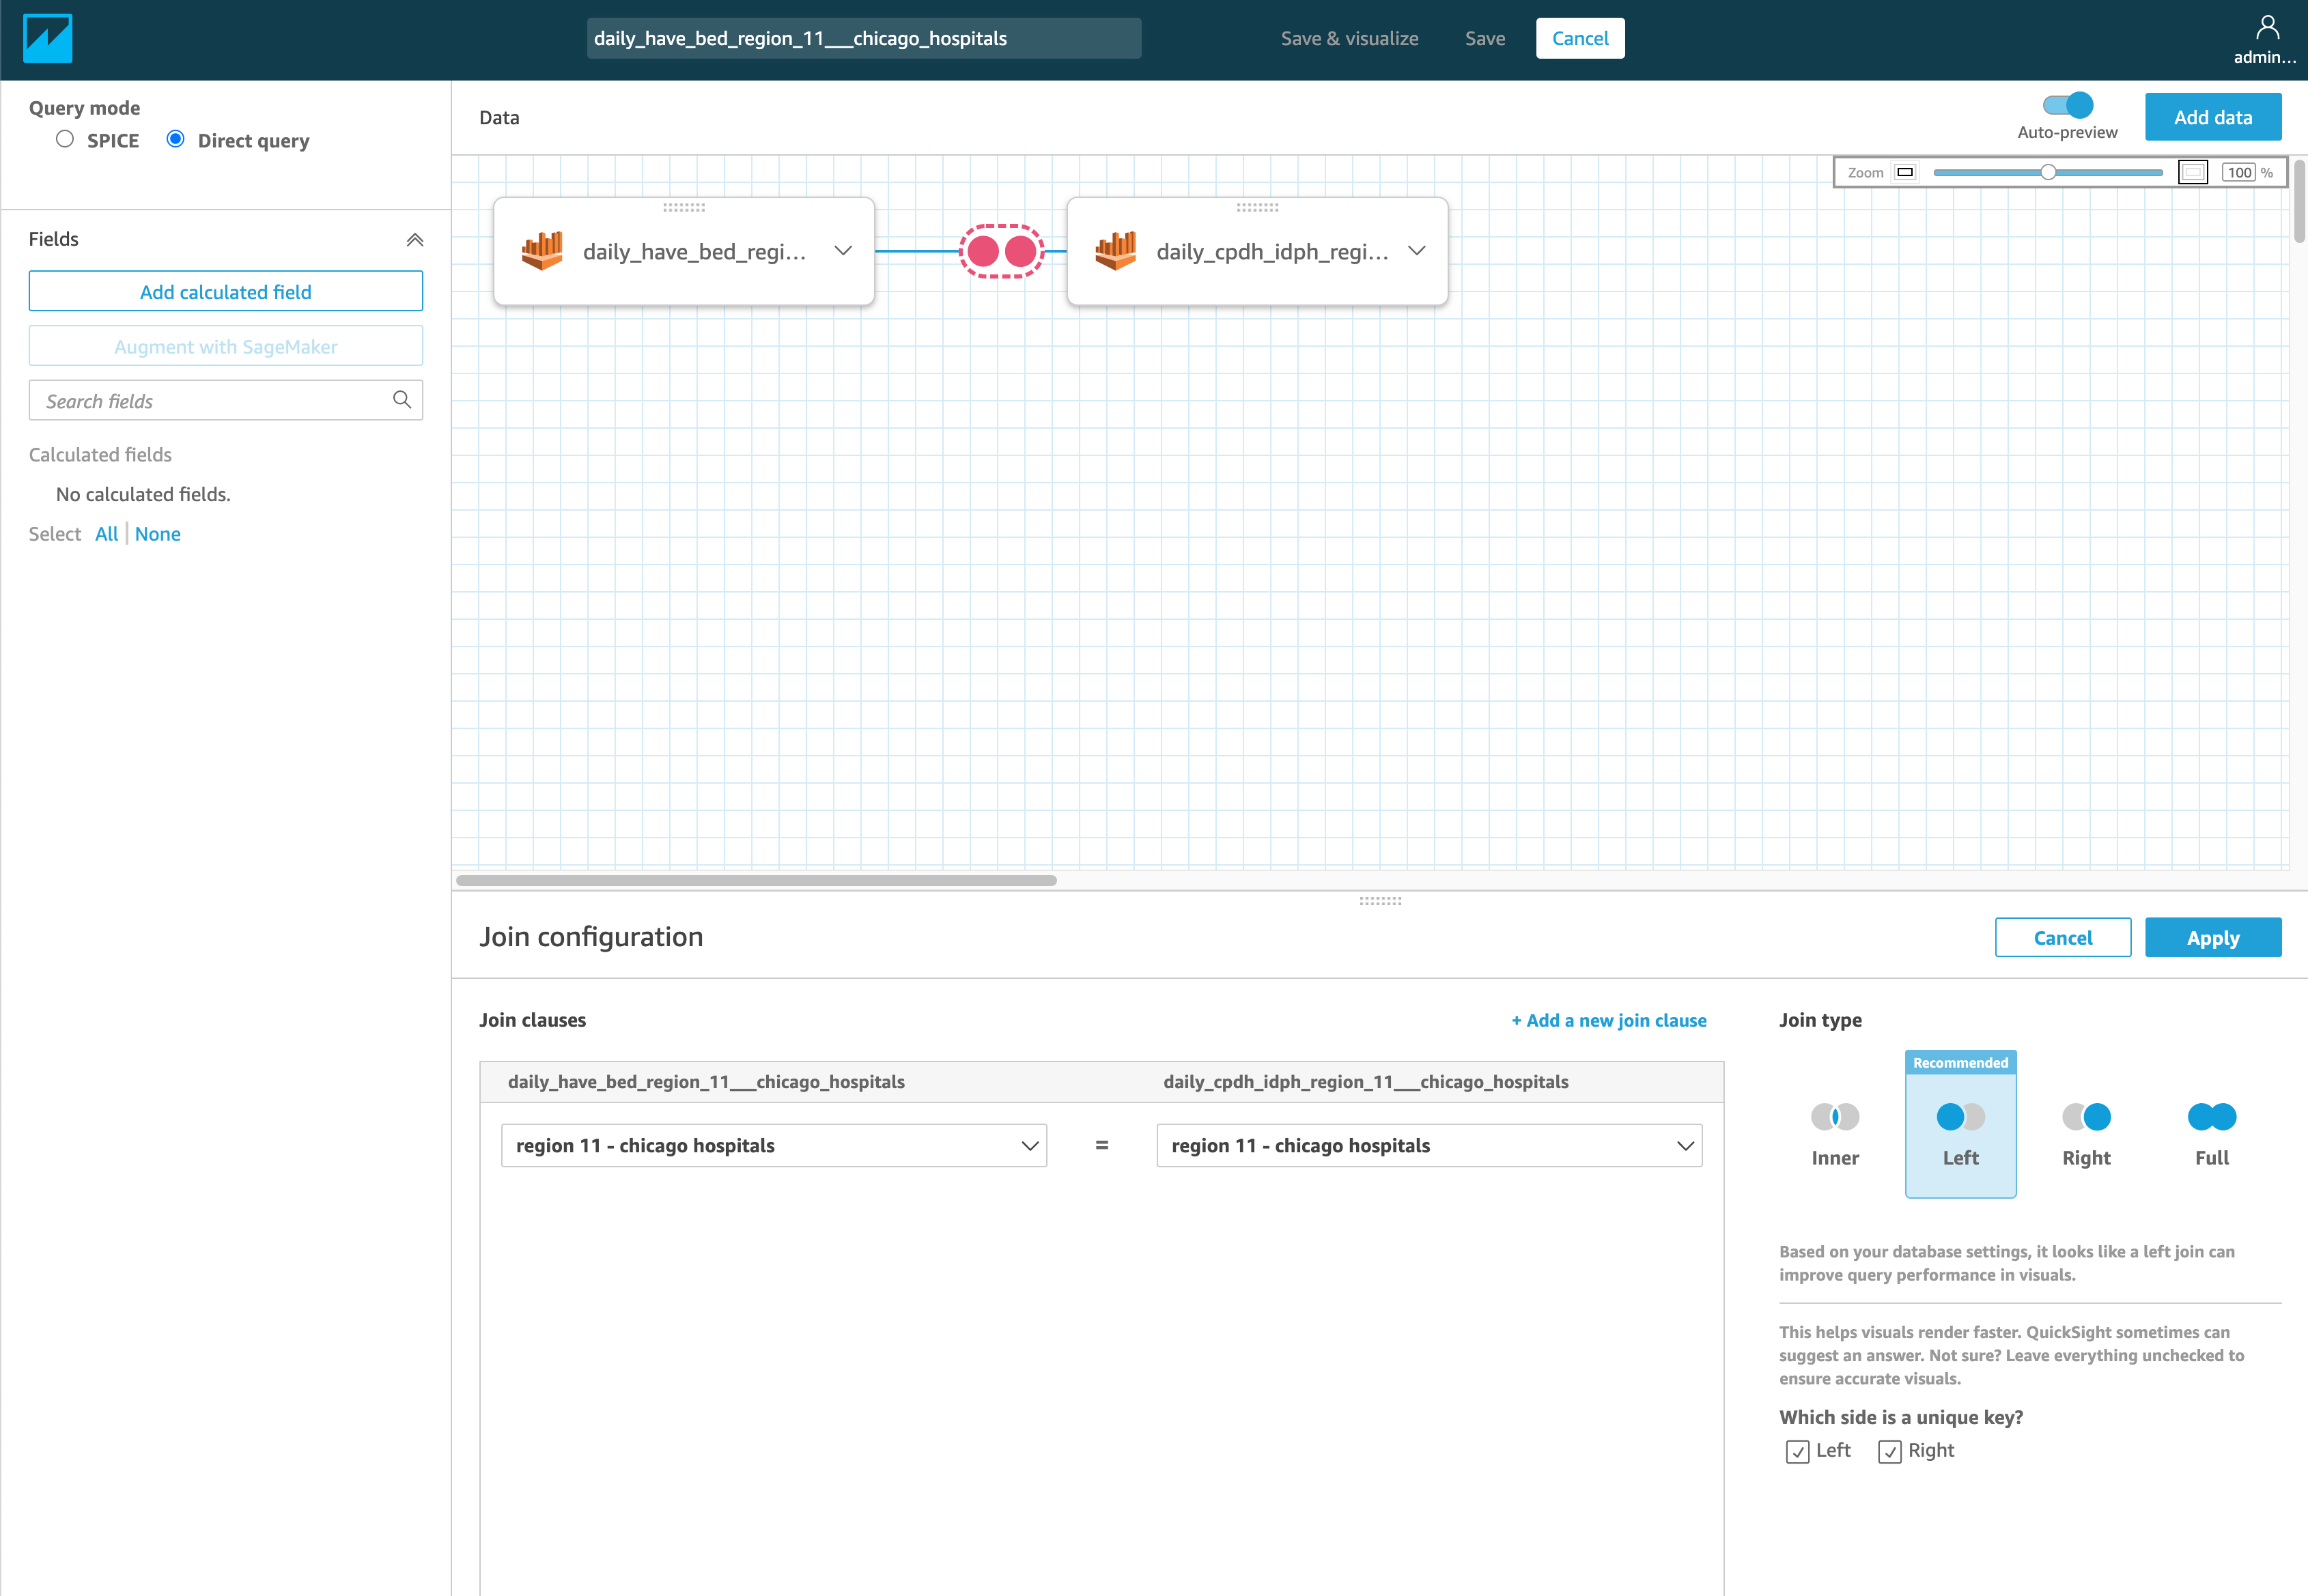 daily_have_bed_region_11___chicago_hospitals
Save & visualize
Save
Cancel
admin...
Query mode
SPICE
Direct query
Data
Auto-preview
Add data
Zoom
100 %
Fields
Add calculated field
Augment with SageMaker
Search fields
Calculated fields
No calculated fields.
Select All | None
daily_have_bed_regi...
daily_cpdh_idph_regi...
Join configuration
Cancel
Apply
Join clauses
+ Add a new join clause
daily_have_bed_region_11___chicago_hospitals
daily_cpdh_idph_region_11___chicago_hospitals
region 11 - chicago hospitals
=
region 11 - chicago hospitals
Join type
Recommended
Inner
Left
Right
Full
Based on your database settings, it looks like a left join can
improve query performance in visuals.
This helps visuals render faster. QuickSight sometimes can
suggest an answer. Not sure? Leave everything unchecked to
ensure accurate visuals.
Which side is a unique key?
Left
Right